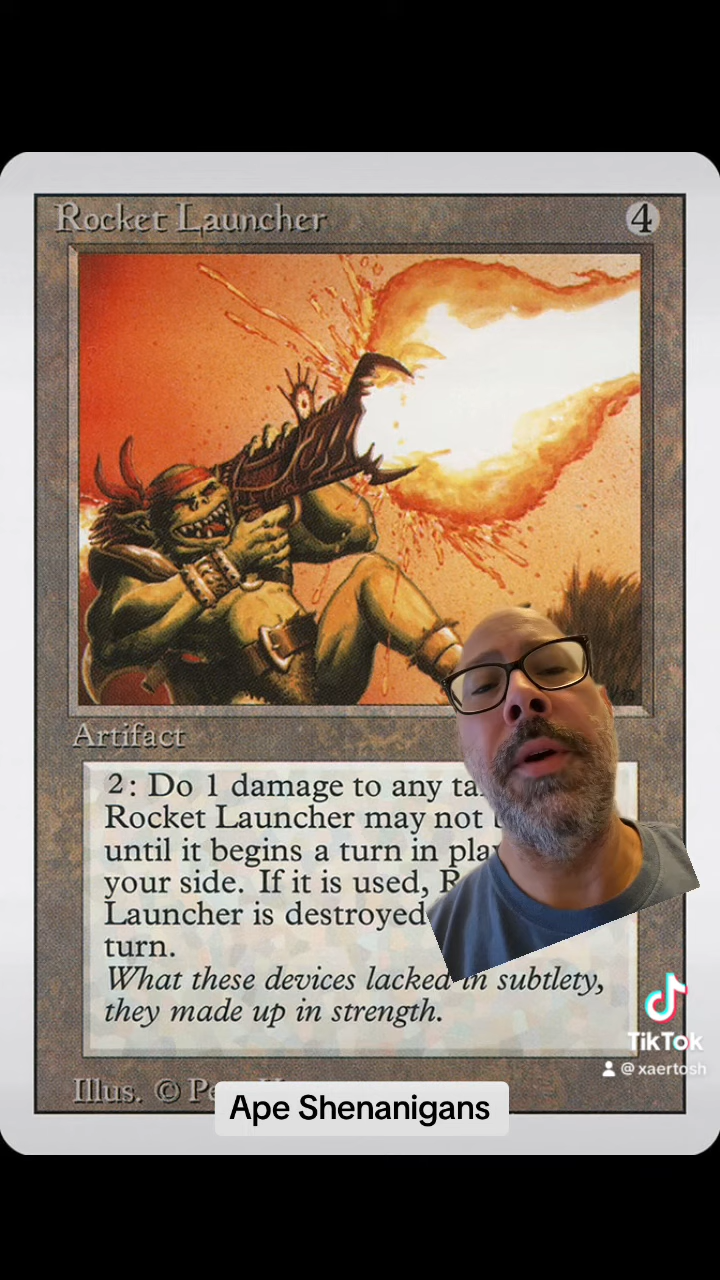 Rocket Launcher 4
Artifact
2: Do 1 damage to any
Rocket Launcher may not
until it begins a turn in
your side. If it is used,
Launcher is destroyed
turn.
What these devices lacked in subtlety,
they made up in strength.
TikTok
@xaertosh
Illus. ©
Ape Shenanigans